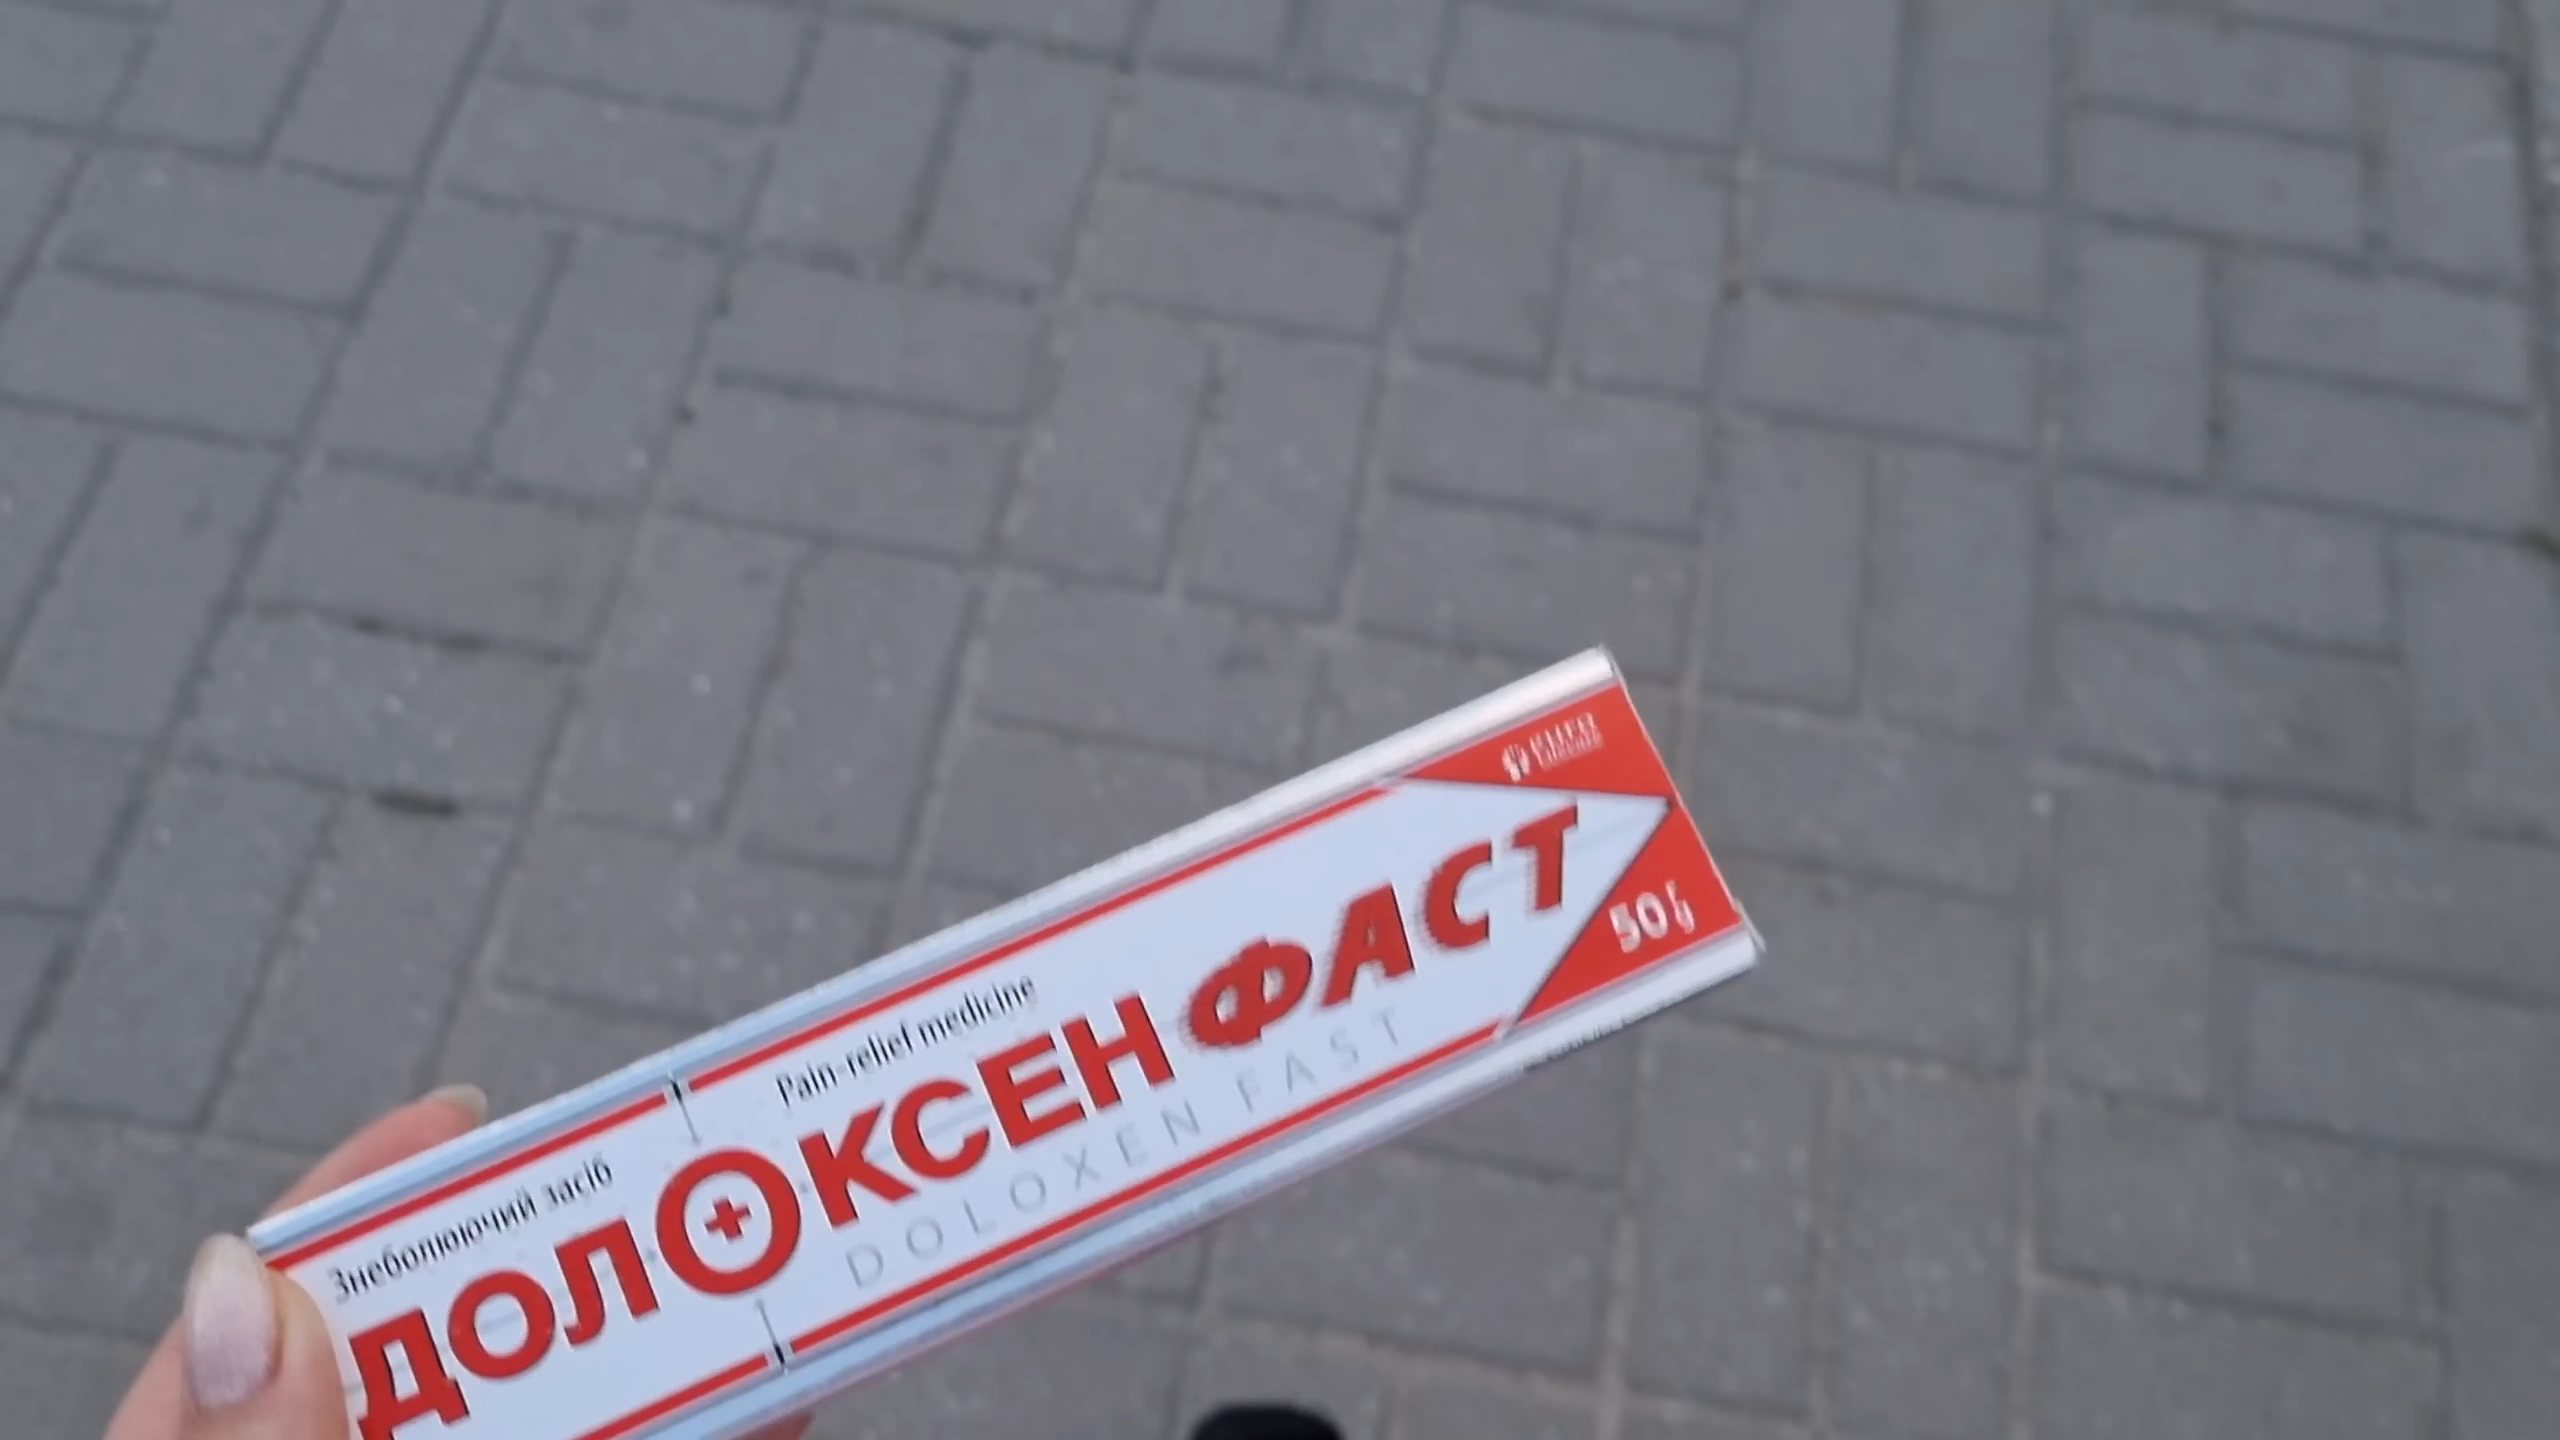 Знеболюючий засіб
Pain-relief medicine
ДОЛОКСЕН ФАСТ
DOLOXEN FAST
50 г
g